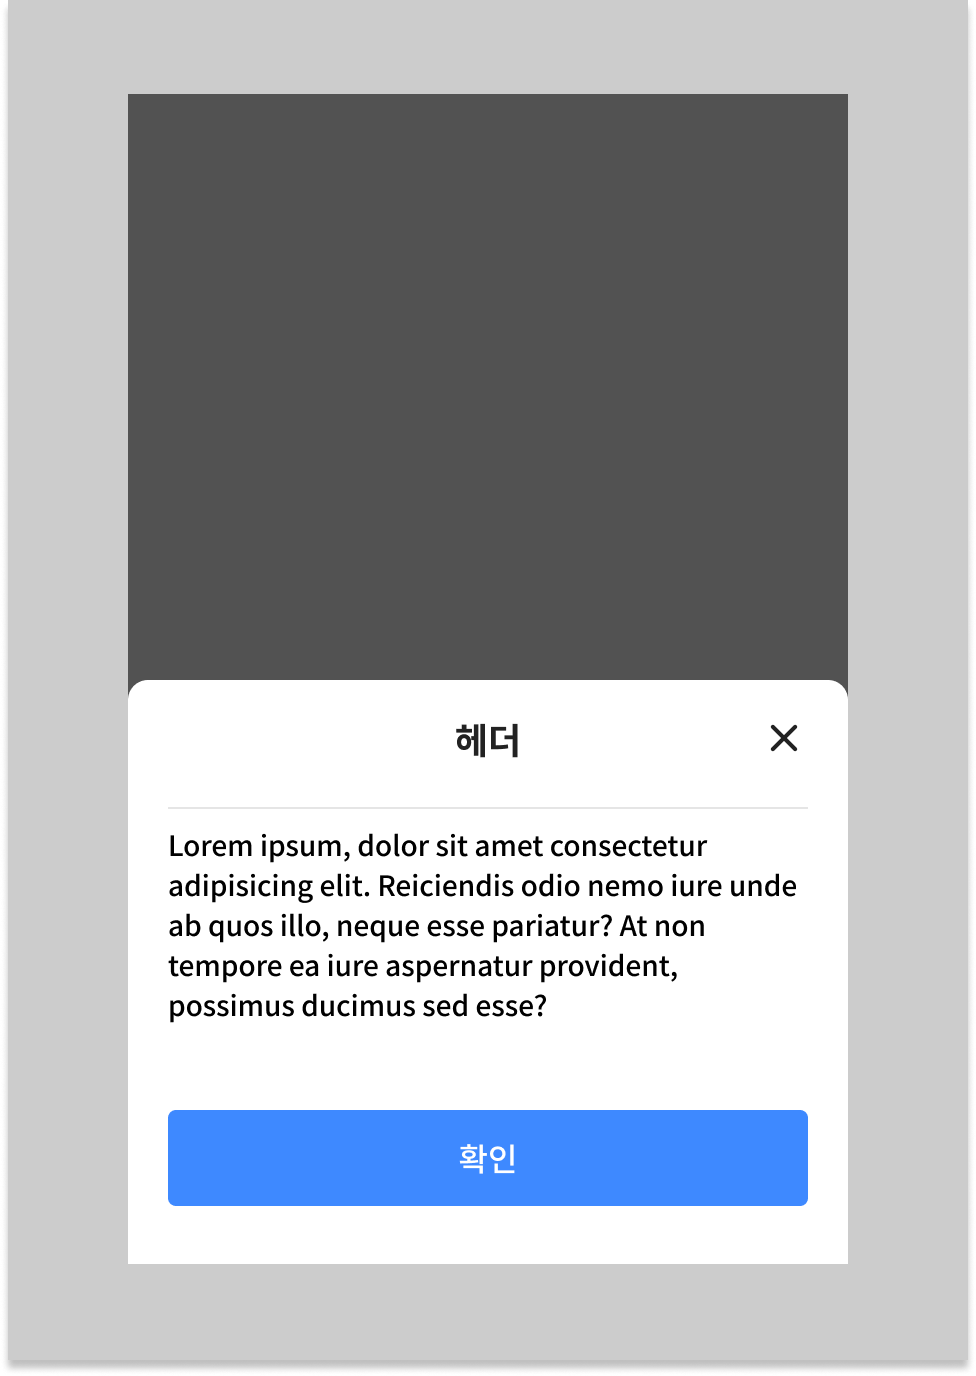 헤더
Lorem ipsum, dolor sit amet consectetur
adipisicing elit. Reiciendis odio nemo iure unde
ab quos illo, neque esse pariatur? At non
tempore ea iure aspernatur provident,
possimus ducimus sed esse?
확인